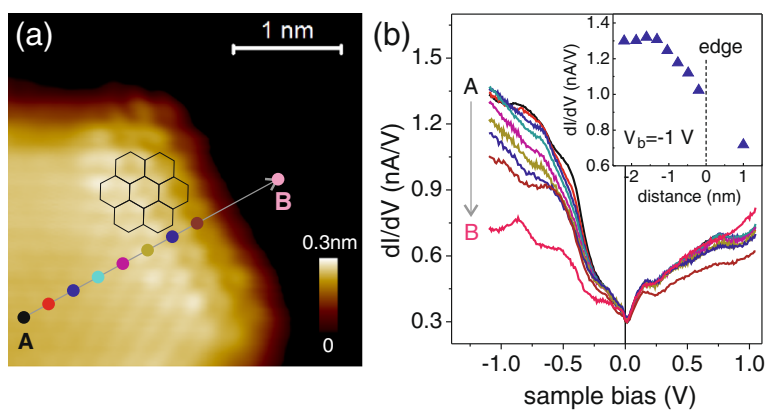 (a)
1 nm
B
A
0.3nm
0
(b)
dI/dV (nA/V)
1.5
1.2
0.9
0.6
0.3
A
B
-1.0
-0.5
0.0
0.5
1.0
sample bias (V)
dI/dV (nA/V)
1.4
1.2
1.0
0.8
0.6
edge
V_b=-1 V
-2
-1
0
1
distance (nm)